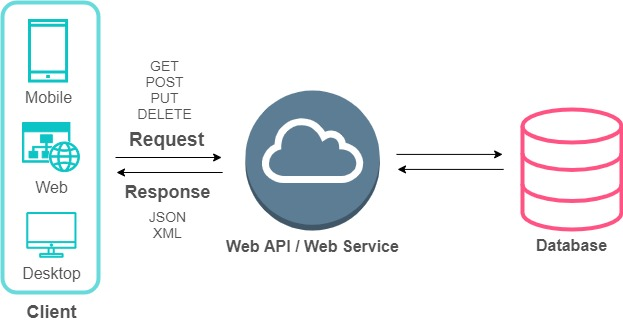 Mobile
Web
Desktop
Client
GET
POST
PUT
DELETE
Request
Response
JSON
XML
Web API / Web Service
Database